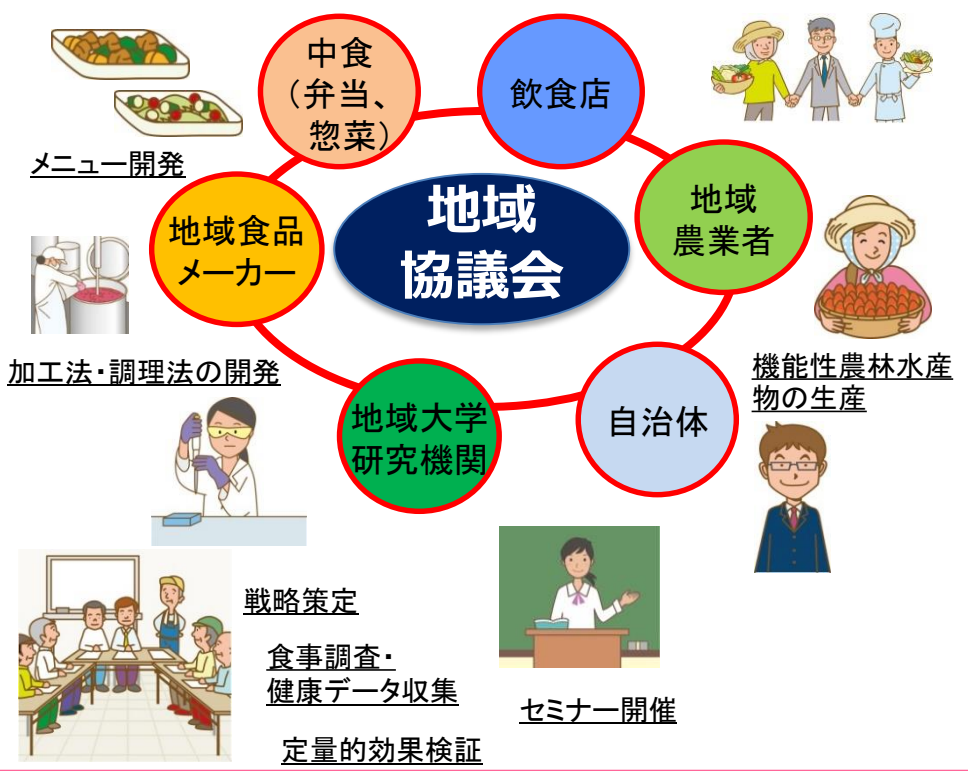 中食
（弁当、
惣菜）
飲食店
メニュー開発
地域食品
メーカー
地域
協議会
地域
農業者
加工法・調理法の開発
機能性農林水産
物の生産
地域大学
研究機関
自治体
戦略策定
食事調査・
健康データ収集
定量的効果検証
セミナー開催